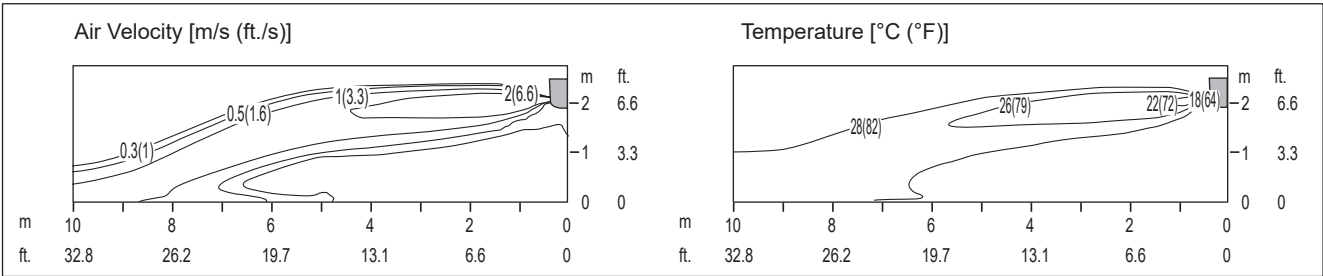 Air Velocity [m/s (ft./s)]
0.3(1)
0.5(1.6)
1(3.3)
2(6.6)
m ft.
2 6.6
1 3.3
0 0
m 10 8 6 4 2 0
ft. 32.8 26.2 19.7 13.1 6.6 0
Temperature [°C (°F)]
28(82)
26(79)
22(72)
18(64)
m ft.
2 6.6
1 3.3
0 0
m 10 8 6 4 2 0
ft. 32.8 26.2 19.7 13.1 6.6 0